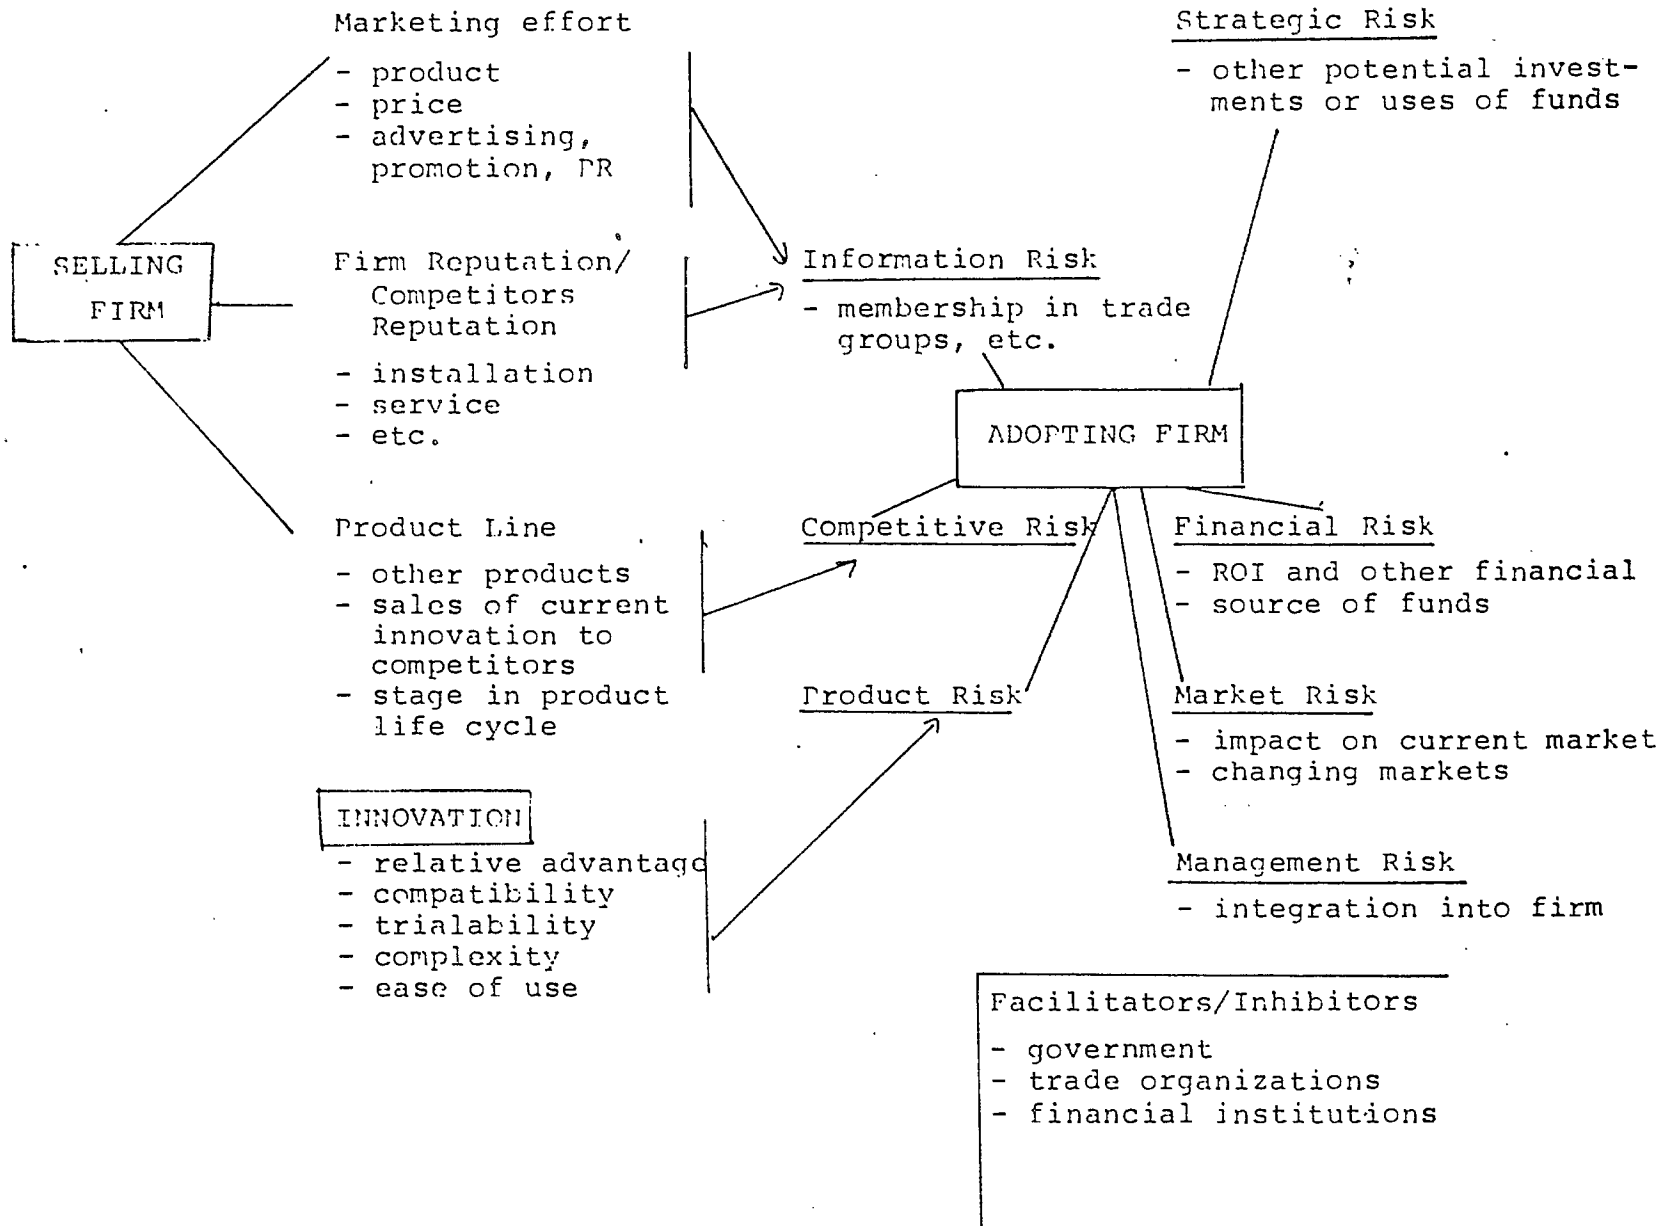 Marketing effort
- product
- price
- advertising,
promotion, PR
SELLING
FIRM
Firm Reputation/
Competitors
Reputation
- installation
- service
- etc.
Product Line
- other products
- sales of current
innovation to
competitors
- stage in product
life cycle
INNOVATION
- relative advantage
- compatibility
- trialability
- complexity
- ease of use
Information Risk
- membership in trade
groups, etc.
Competitive Risk
Product Risk
Strategic Risk
- other potential invest-
ments or uses of funds
ADOPTING FIRM
Financial Risk
- ROI and other financial
- source of funds
Market Risk
- impact on current market
- changing markets
Management Risk
- integration into firm
Facilitators/Inhibitors
- government
- trade organizations
- financial institutions